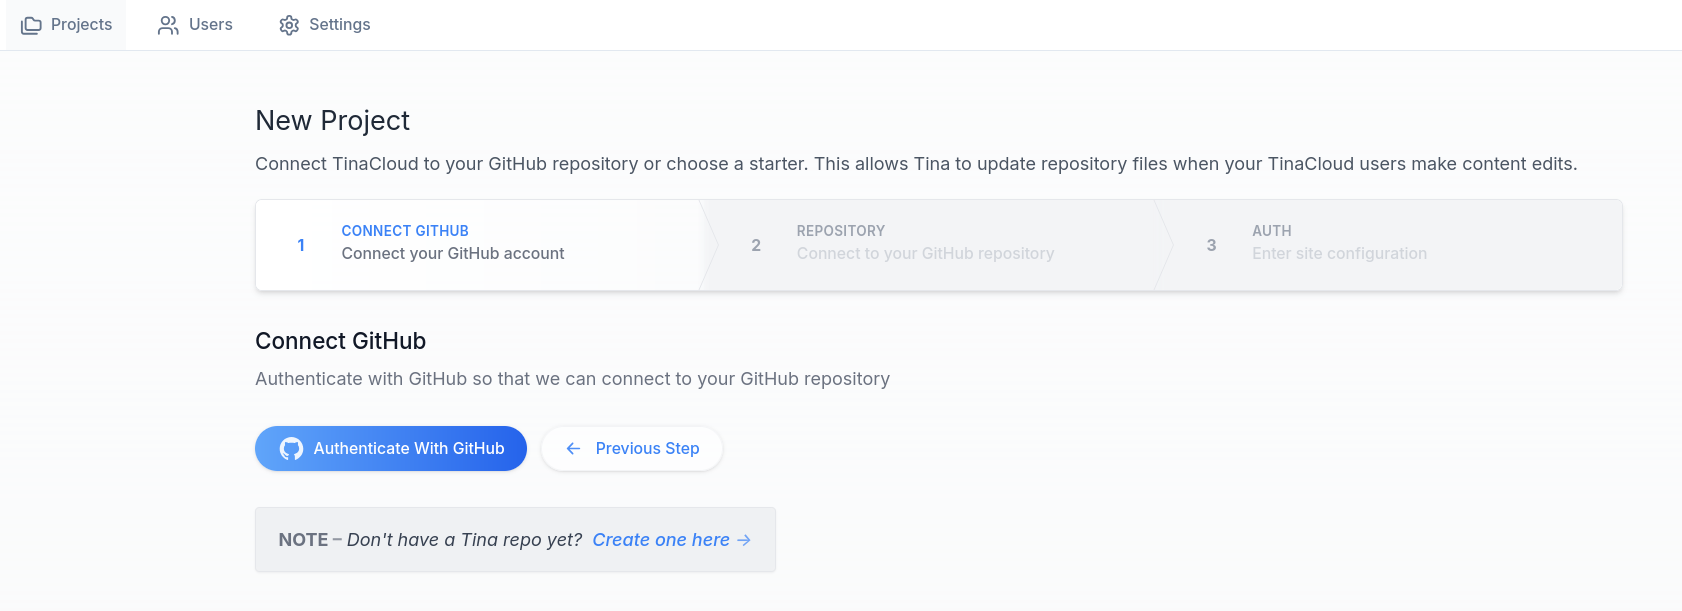 Projects Users Settings
New Project
Connect TinaCloud to your GitHub repository or choose a starter. This allows Tina to update repository files when your TinaCloud users make content edits.
1 CONNECT GITHUB
Connect your GitHub account
2 REPOSITORY
Connect to your GitHub repository
3 AUTH
Enter site configuration
Connect GitHub
Authenticate with GitHub so that we can connect to your GitHub repository
Authenticate With GitHub ← Previous Step
NOTE – Don't have a Tina repo yet? Create one here →